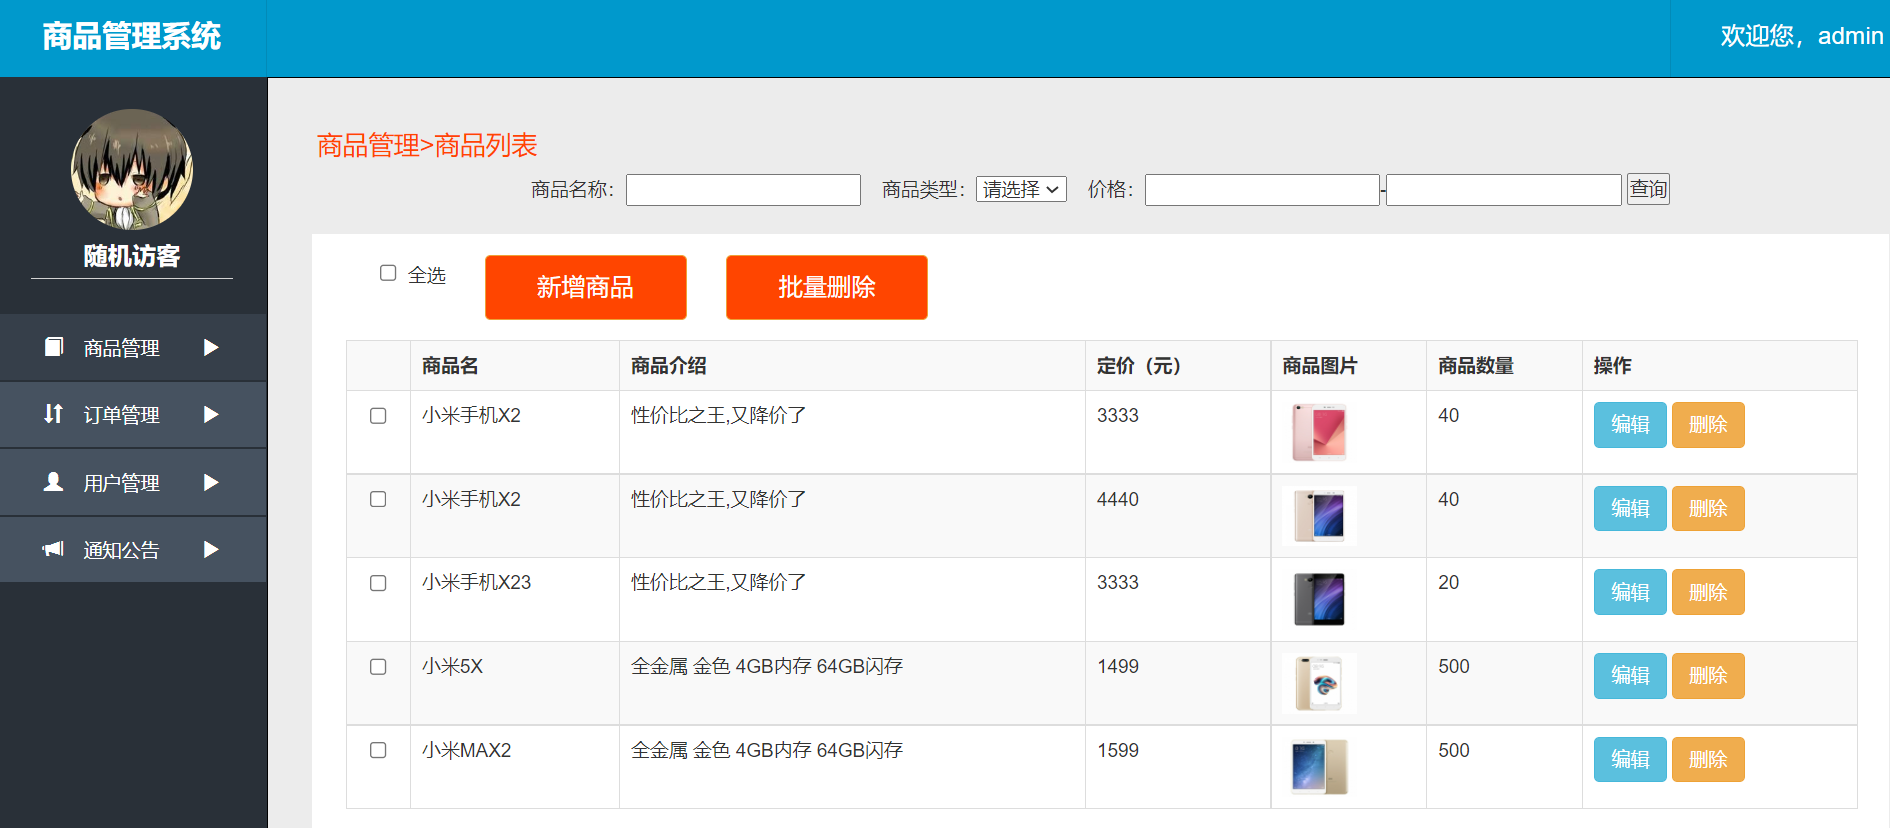 商品管理系统
欢迎您，admin
随机访客
商品管理
订单管理
用户管理
通知公告
商品管理>商品列表
商品名称： 商品类型： 请选择 价格： - 查询
全选 新增商品 批量删除
商品名 商品介绍 定价（元） 商品图片 商品数量 操作
小米手机X2 性价比之王,又降价了 3333 40 编辑 删除
小米手机X2 性价比之王,又降价了 4440 40 编辑 删除
小米手机X23 性价比之王,又降价了 3333 20 编辑 删除
小米5X 全金属 金色 4GB内存 64GB闪存 1499 500 编辑 删除
小米MAX2 全金属 金色 4GB内存 64GB闪存 1599 500 编辑 删除